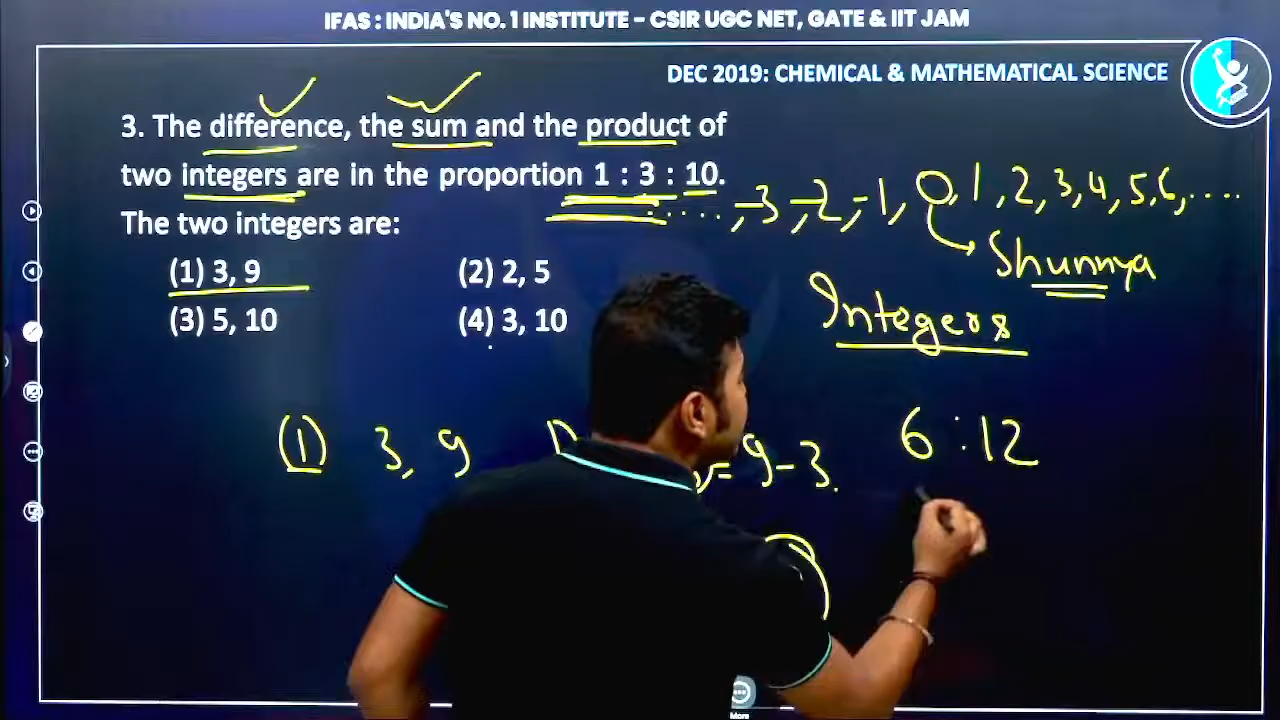 IFAS : INDIA'S NO. 1 INSTITUTE – CSIR UGC NET, GATE & IIT JAM
DEC 2019: CHEMICAL & MATHEMATICAL SCIENCE
3. The difference, the sum and the product of
two integers are in the proportion 1 : 3 : 10.
The two integers are:
....., -3, -2, -1, 0, 1, 2, 3, 4, 5, 6, ....
Shunnya
(1) 3, 9
(2) 2, 5
(3) 5, 10
(4) 3, 10
Integers
(1) 3, 9
= 9 - 3
6 : 12
More